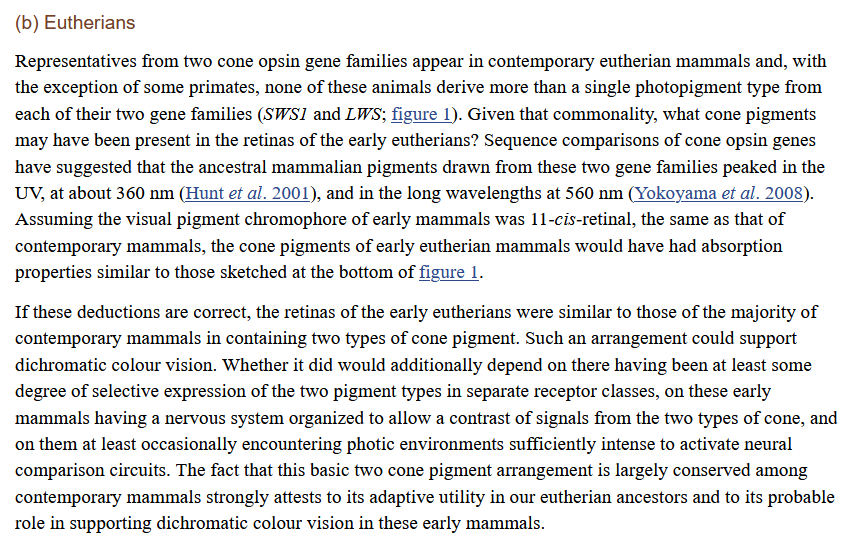 (b) Eutherians
Representatives from two cone opsin gene families appear in contemporary eutherian mammals and, with
the exception of some primates, none of these animals derive more than a single photopigment type from
each of their two gene families (SWS1 and LWS; figure 1). Given that commonality, what cone pigments
may have been present in the retinas of the early eutherians? Sequence comparisons of cone opsin genes
have suggested that the ancestral mammalian pigments drawn from these two gene families peaked in the
UV, at about 360 nm (Hunt et al. 2001), and in the long wavelengths at 560 nm (Yokoyama et al. 2008).
Assuming the visual pigment chromophore of early mammals was 11-cis-retinal, the same as that of
contemporary mammals, the cone pigments of early eutherian mammals would have had absorption
properties similar to those sketched at the bottom of figure 1.
If these deductions are correct, the retinas of the early eutherians were similar to those of the majority of
contemporary mammals in containing two types of cone pigment. Such an arrangement could support
dichromatic colour vision. Whether it did would additionally depend on there having been at least some
degree of selective expression of the two pigment types in separate receptor classes, on these early
mammals having a nervous system organized to allow a contrast of signals from the two types of cone, and
on them at least occasionally encountering photic environments sufficiently intense to activate neural
comparison circuits. The fact that this basic two cone pigment arrangement is largely conserved among
contemporary mammals strongly attests to its adaptive utility in our eutherian ancestors and to its probable
role in supporting dichromatic colour vision in these early mammals.